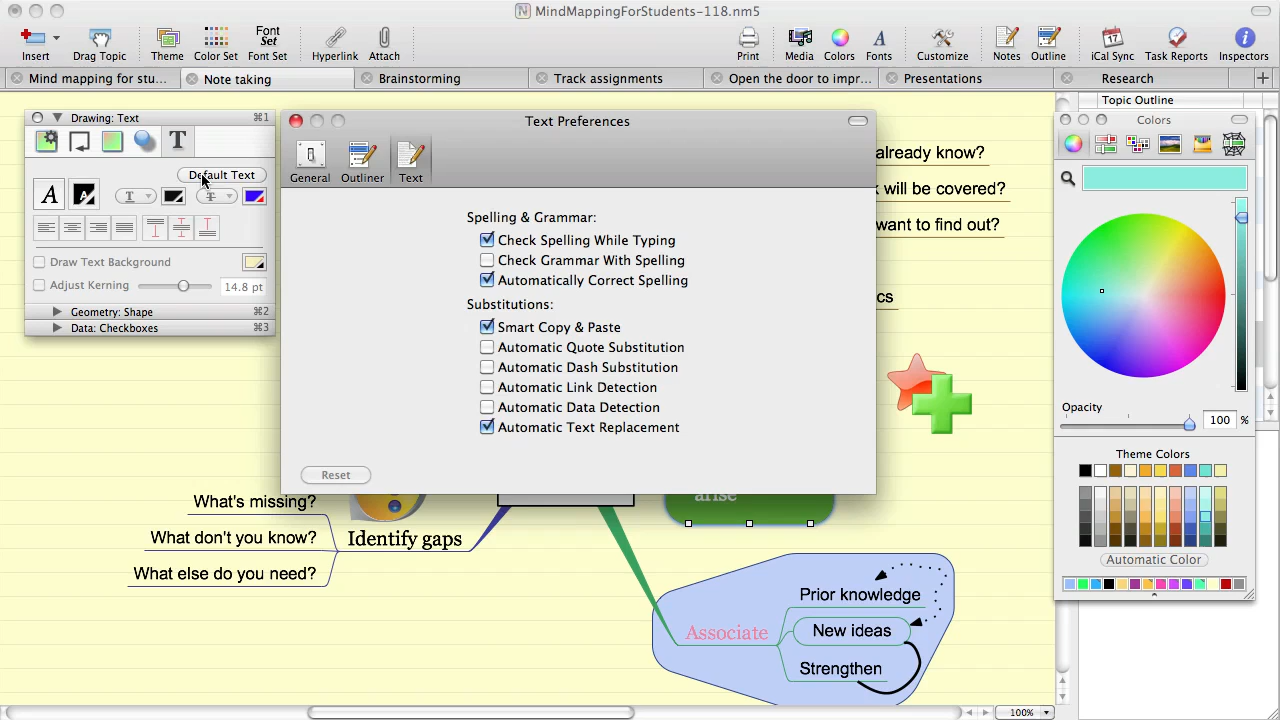 MindMappingForStudents-118.nm5
Insert
Drag Topic
Theme
Color Set
Font
Set
Font Set
Hyperlink
Attach
Print
Media
Colors
Fonts
Customize
Notes
Outline
17
iCal Sync
Task Reports
Inspectors
Mind mapping for stu...
Note taking
Brainstorming
Track assignments
Open the door to impr...
Presentations
Research
Topic Outline
Drawing: Text
⌘1
Default Text
Draw Text Background
Adjust Kerning
14.8 pt
Geometry: Shape
⌘2
Data: Checkboxes
⌘3
Text Preferences
General
Outliner
Text
Spelling & Grammar:
Check Spelling While Typing
Check Grammar With Spelling
Automatically Correct Spelling
Substitutions:
Smart Copy & Paste
Automatic Quote Substitution
Automatic Dash Substitution
Automatic Link Detection
Automatic Data Detection
Automatic Text Replacement
Reset
already know?
k will be covered?
want to find out?
cs
Colors
Opacity
100 %
Theme Colors
Automatic Color
What's missing?
What don't you know?
What else do you need?
Identify gaps
arise
Associate
Prior knowledge
New ideas
Strengthen
100%